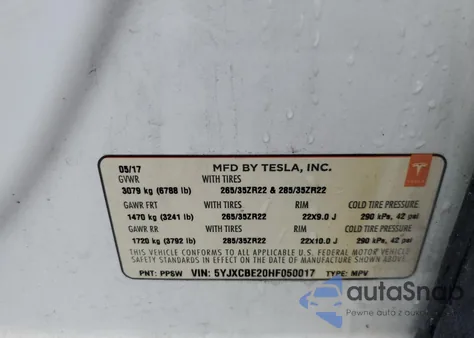 05/17 MFD BY TESLA, INC.
GVWR WITH TIRES
3079 kg (6788 lb) 265/35ZR22 & 285/35ZR22
GAWR FRT WITH TIRES RIM COLD TIRE PRESSURE
1470 kg (3241 lb) 265/35ZR22 22X9.0 J 290 kPa, 42 psi
GAWR RR WITH TIRES RIM COLD TIRE PRESSURE
1720 kg (3792 lb) 285/35ZR22 22X10.0 J 290 kPa, 42 psi
THIS VEHICLE CONFORMS TO ALL APPLICABLE U.S. FEDERAL MOTOR VEHICLE
SAFETY STANDARDS IN EFFECT ON THE DATE OF MANUFACTURE SHOWN ABOVE.
PNT: PPSW VIN: 5YJXCBE20HF050017 TYPE: MPV
autoSnap